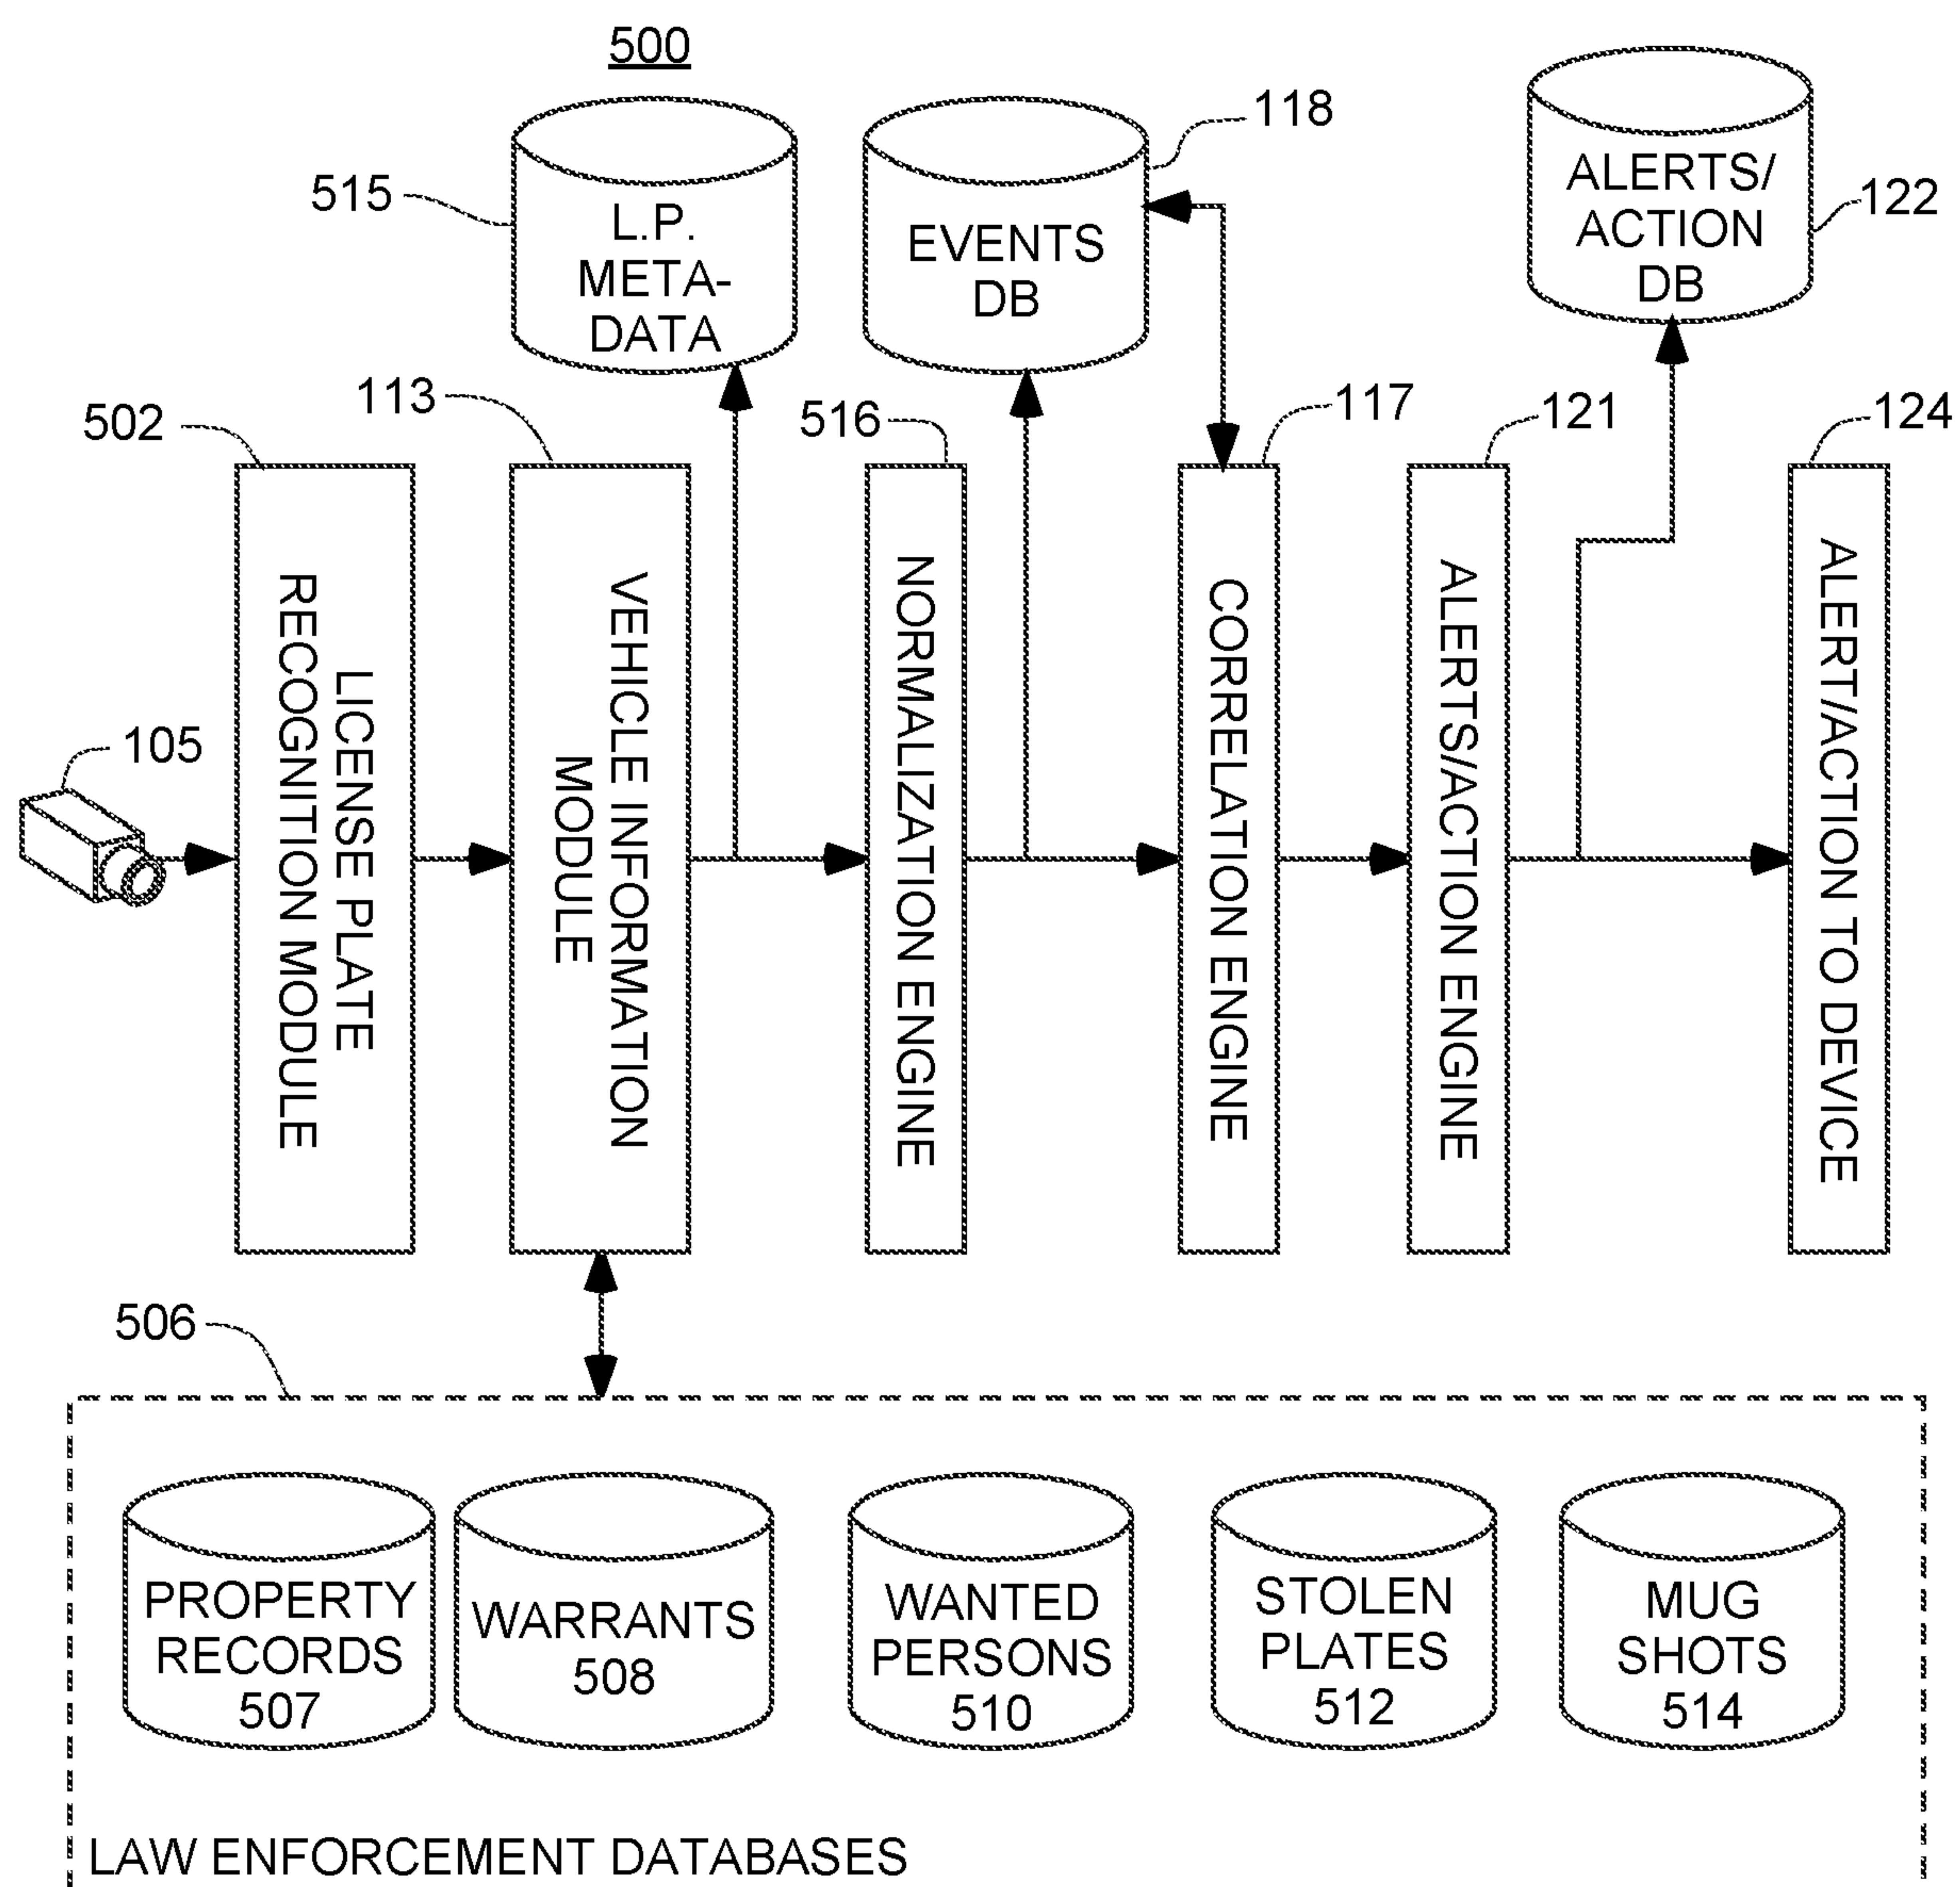 500
118
515
122
L.P.
META-
DATA
EVENTS
DB
ALERTS/
ACTION
DB
502
113
516
117
121
124
105
LICENSE PLATE
RECOGNITION MODULE
VEHICLE INFORMATION
MODULE
NORMALIZATION ENGINE
CORRELATION ENGINE
ALERTS/ACTION ENGINE
ALERT/ACTION TO DEVICE
506
PROPERTY
RECORDS
507
WARRANTS
508
WANTED
PERSONS
510
STOLEN
PLATES
512
MUG
SHOTS
514
LAW ENFORCEMENT DATABASES